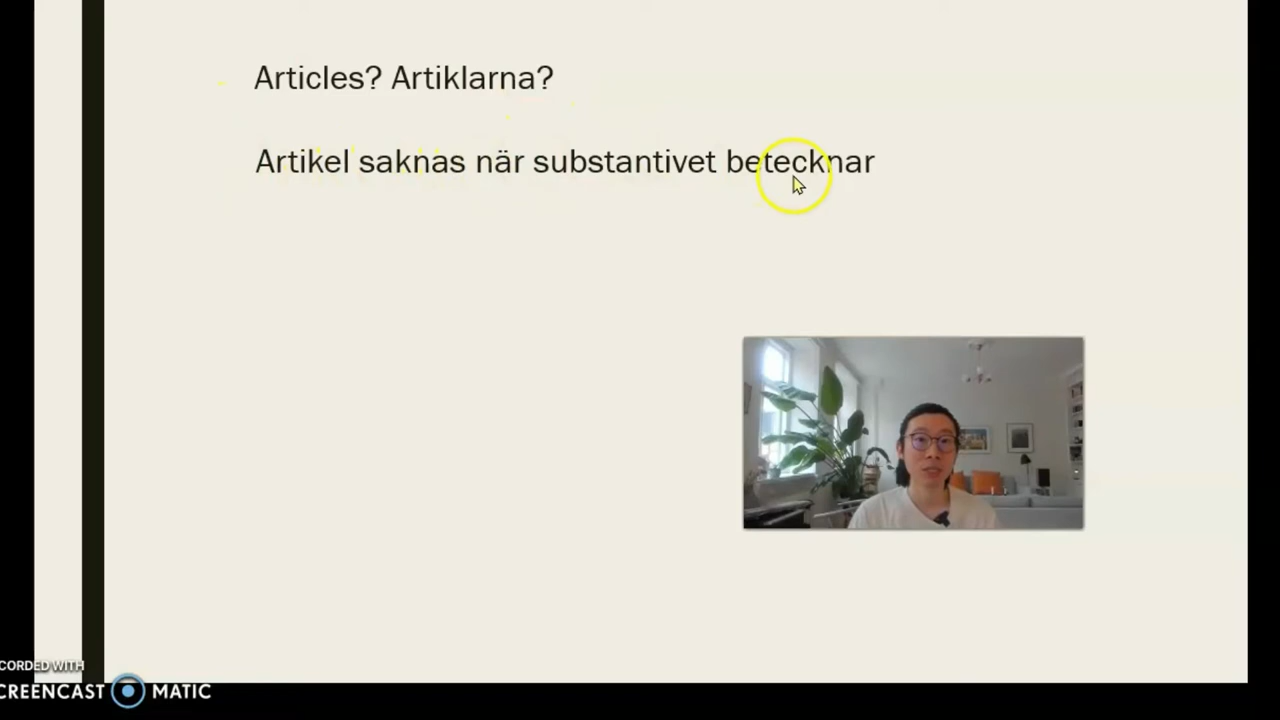 Articles? Artiklarna?
Artikel saknas när substantivet betecknar
CORDED WITH
CREENCAST MATIC